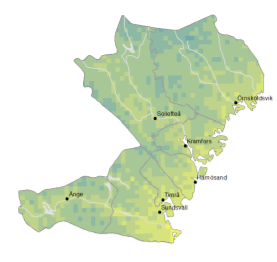 Örnsköldsvik
Sollefteå
Kramfors
Härnösand
Ånge
Timrå
Sundsvall